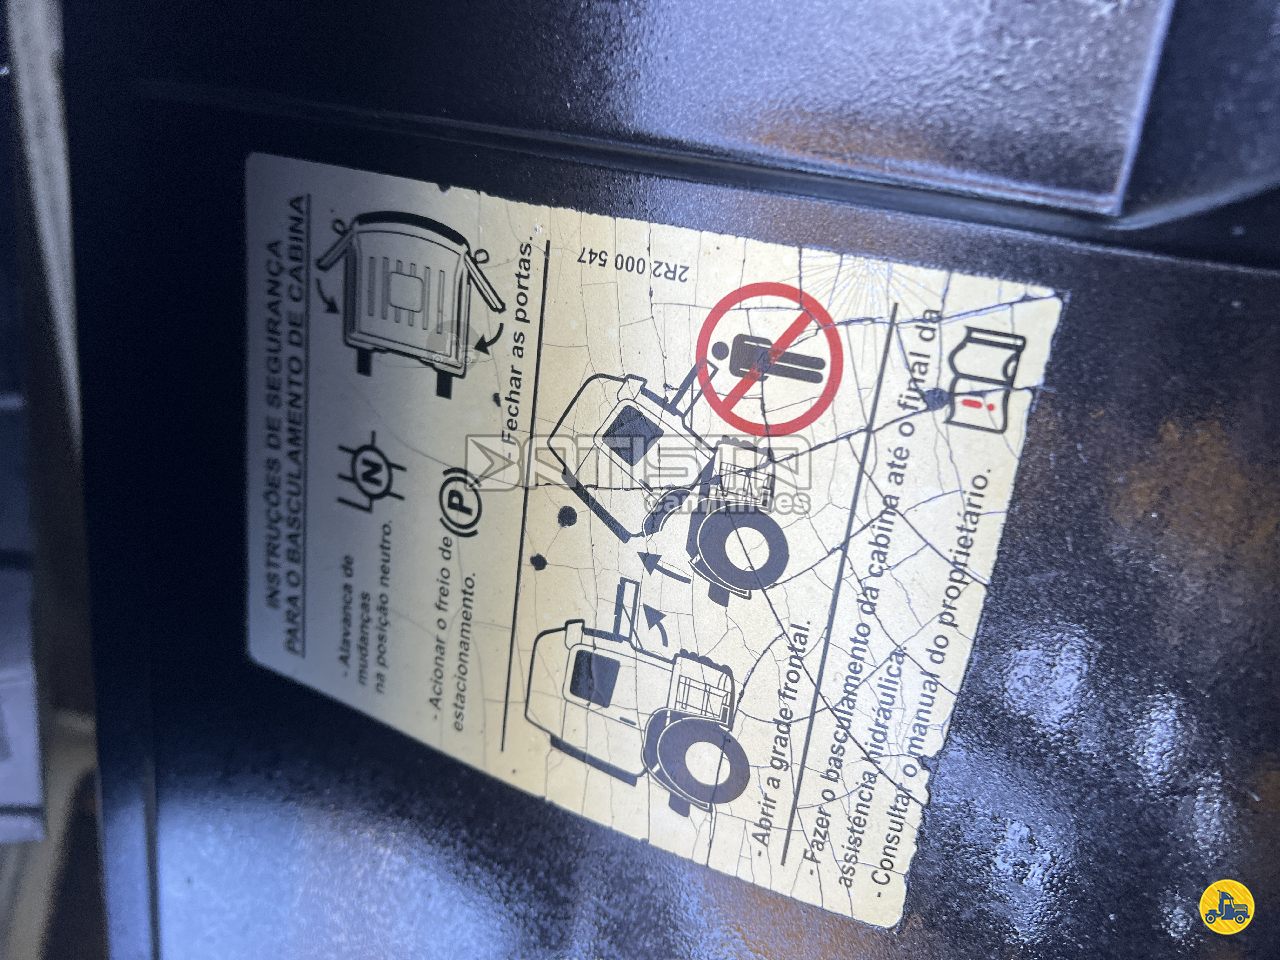 INSTRUÇÕES DE SEGURANÇA
PARA O BASCULAMENTO DE CABINA
- Alavanca de
mudanças
na posição neutro.
N
- Acionar o freio de
estacionamento.
P
- Fechar as portas.
2R2 000 547
- Abrir a grade frontal.
- Fazer o basculamento da cabina até o final da
assistência hidráulica.
- Consultar o manual do proprietário.
i
BATISTA
caminhões